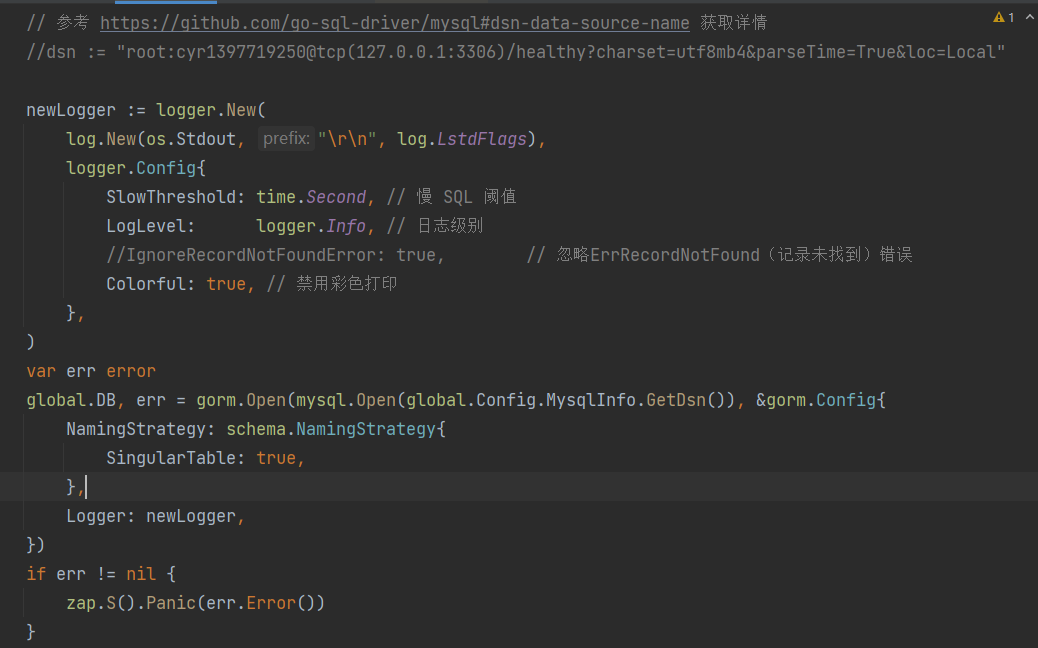 // 参考 https://github.com/go-sql-driver/mysql#dsn-data-source-name 获取详情
1
//dsn := "root:cyr1397719250@tcp(127.0.0.1:3306)/healthy?charset=utf8mb4&parseTime=True&loc=Local"
newLogger := logger.New(
log.New(os.Stdout, prefix: "\r\n", log.LstdFlags),
logger.Config{
SlowThreshold: time.Second, // 慢 SQL 阈值
LogLevel:      logger.Info, // 日志级别
//IgnoreRecordNotFoundError: true,        // 忽略ErrRecordNotFound（记录未找到）错误
Colorful: true, // 禁用彩色打印
},
)
var err error
global.DB, err = gorm.Open(mysql.Open(global.Config.MysqlInfo.GetDsn()), &gorm.Config{
NamingStrategy: schema.NamingStrategy{
SingularTable: true,
},
Logger: newLogger,
})
if err != nil {
zap.S().Panic(err.Error())
}